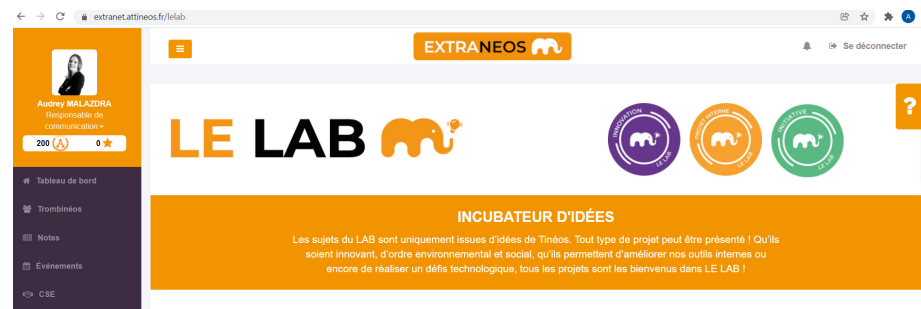 extranet.attineos.fr/lelab
A
EXTRANEOS
Se déconnecter
Audrey MALAZDRA
Responsable de
communication
200
0
Tableau de bord
Trombinéos
Notes
Événements
CSE
LE LAB
INNOVATION
LE LAB
PROJET INTERNE
LE LAB
INITIATIVE
LE LAB
?
INCUBATEUR D'IDÉES
Les sujets du LAB sont uniquement issues d'idées de Tinéos. Tout type de projet peut être présenté ! Qu'ils
soient innovant, d'ordre environnemental et social, qu'ils permettent d'améliorer nos outils internes ou
encore de réaliser un défis technologique, tous les projets sont les bienvenus dans LE LAB !